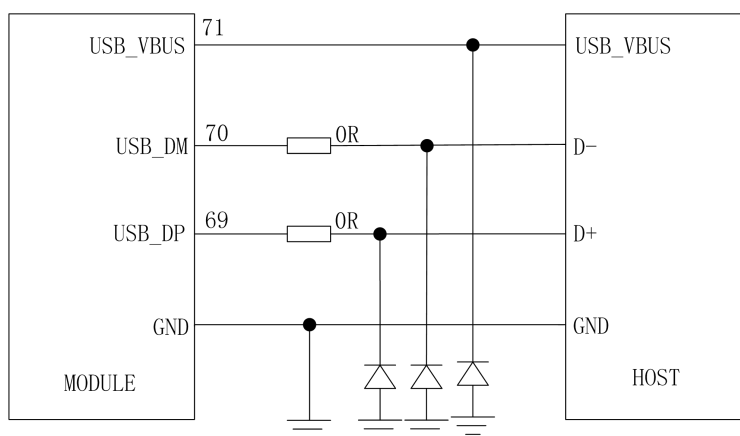 71
USB_VBUS USB_VBUS
70 0R
USB_DM D-
69 0R
USB_DP D+
GND GND
MODULE HOST